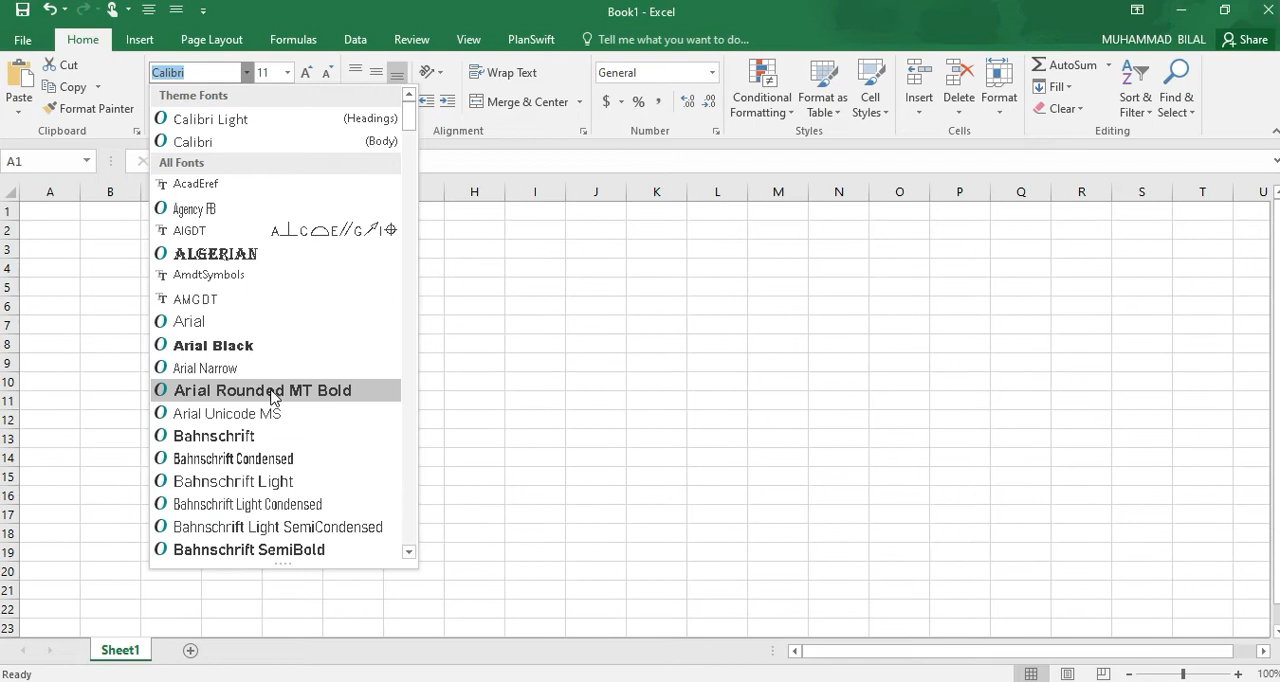 Book1 - Excel
File Home Insert Page Layout Formulas Data Review View PlanSwift Tell me what you want to do... MUHAMMAD BILAL Share
Paste
Cut
Copy
Format Painter
Clipboard
Calibri 11
Wrap Text
Merge & Center
Alignment
General
$ % ,
Number
Conditional Formatting
Format as Table
Cell Styles
Styles
Insert
Delete
Format
Cells
AutoSum
Fill
Clear
Sort & Filter
Find & Select
Editing
A1
Theme Fonts
Calibri Light (Headings)
Calibri (Body)
All Fonts
AcadEref
Agency FB
AIGDT
ALGERIAN
AmdtSymbols
AMGDT
Arial
Arial Black
Arial Narrow
Arial Rounded MT Bold
Arial Unicode MS
Bahnschrift
Bahnschrift Condensed
Bahnschrift Light
Bahnschrift Light Condensed
Bahnschrift Light SemiCondensed
Bahnschrift SemiBold
A B H I J K L M N O P Q R S T U
1
2
3
4
5
6
7
8
9
10
11
12
13
14
15
16
17
18
19
20
21
22
23
Sheet1
Ready
100%